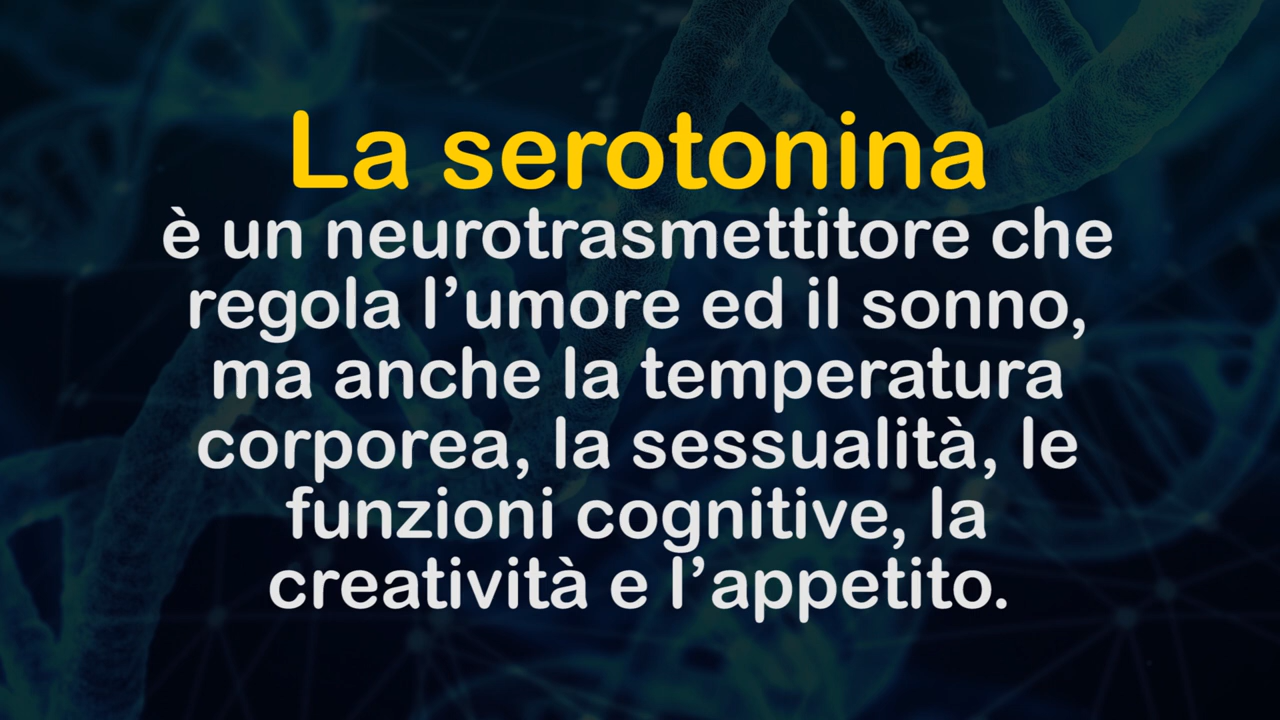 La serotonina
è un neurotrasmettitore che
regola l’umore ed il sonno,
ma anche la temperatura
corporea, la sessualità, le
funzioni cognitive, la
creatività e l’appetito.